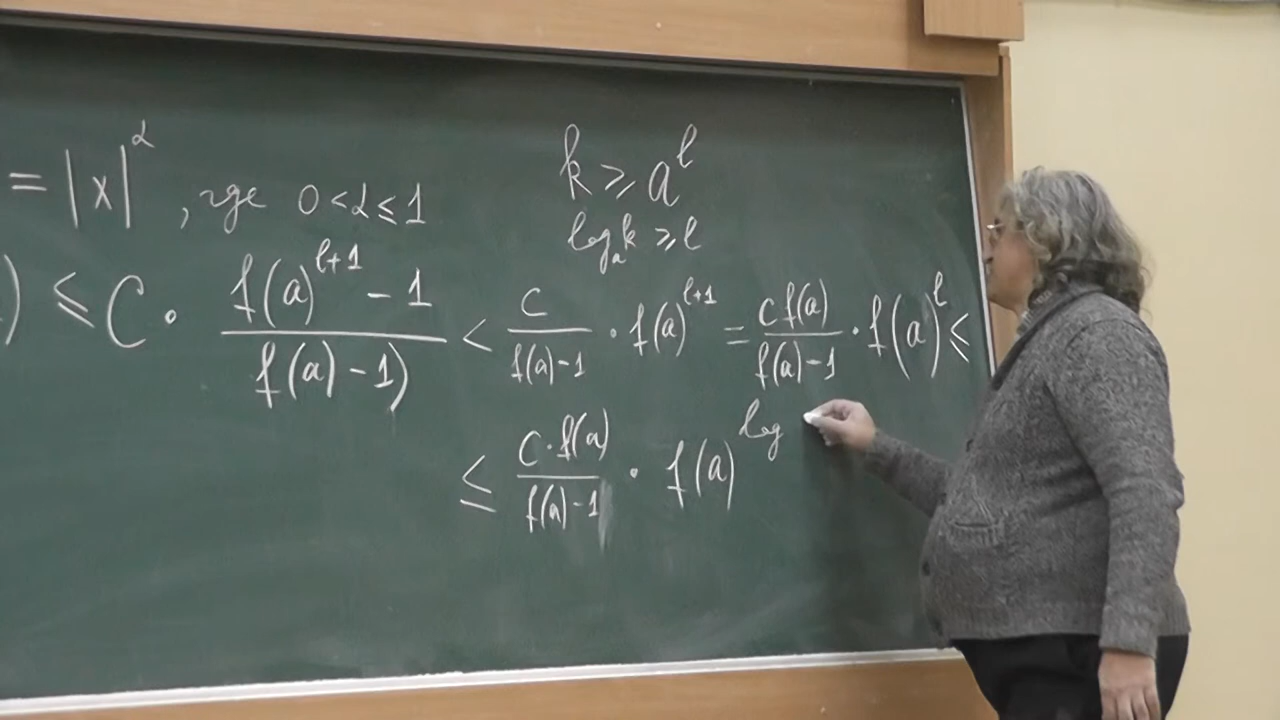 = |x|^α , где 0 < α ≤ 1
k ⩾ a^l
log_a k ⩾ l
) ⩽ C · (f(a)^{l+1} - 1)/(f(a) - 1)) < C/(f(a) - 1) · f(a)^{l+1} = C f(a)/(f(a) - 1) · f(a)^l ⩽
≤ C · f(a)/(f(a) - 1) · f(a)^{log